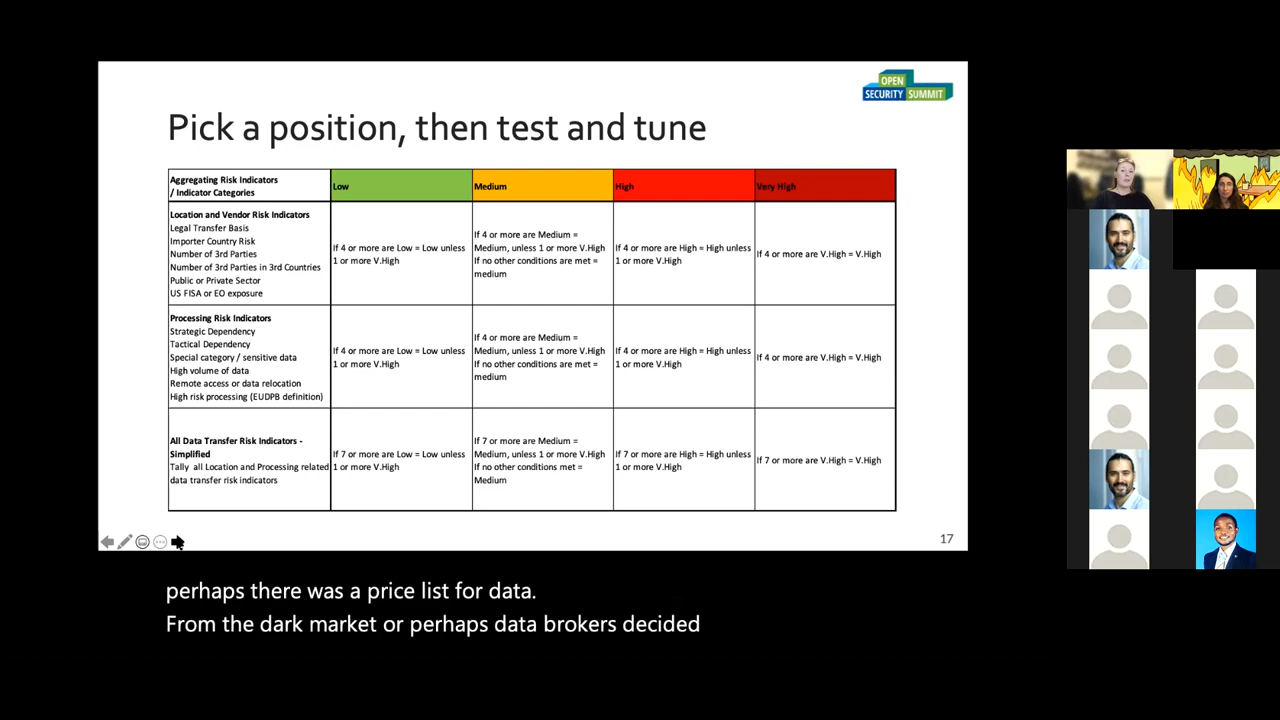 OPEN
SECURITY SUMMIT
Pick a position, then test and tune
Aggregating Risk Indicators
/ Indicator Categories
Low
Medium
High
Very High
Location and Vendor Risk Indicators
Legal Transfer Basis
Importer Country Risk
Number of 3rd Parties
Number of 3rd Parties in 3rd Countries
Public or Private Sector
US FISA or EO exposure
If 4 or more are Low = Low unless
1 or more V.High
If 4 or more are Medium =
Medium, unless 1 or more V.High
If no other conditions are met =
medium
If 4 or more are High = High unless
1 or more V.High
If 4 or more are V.High = V.High
Processing Risk Indicators
Strategic Dependency
Tactical Dependency
Special category / sensitive data
High volume of data
Remote access or data relocation
High risk processing (EUDPB definition)
If 4 or more are Low = Low unless
1 or more V.High
If 4 or more are Medium =
Medium, unless 1 or more V.High
If no other conditions are met =
medium
If 4 or more are High = High unless
1 or more V.High
If 4 or more are V.High = V.High
All Data Transfer Risk Indicators -
Simplified
Tally all Location and Processing related
data transfer risk indicators
If 7 or more are Low = Low unless
1 or more V.High
If 7 or more are Medium =
Medium, unless 1 or more V.High
If no other conditions met =
Medium
If 7 or more are High = High unless
1 or more V.High
If 7 or more are V.High = V.High
17
perhaps there was a price list for data.
From the dark market or perhaps data brokers decided